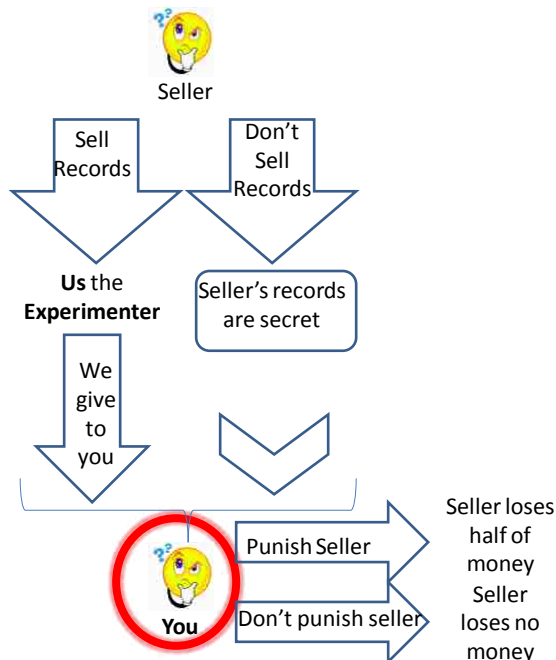 ??
Seller
Sell
Records
Don’t
Sell
Records
Us the
Experimenter
Seller’s records
are secret
We
give
to
you
??
You
Punish Seller
Don’t punish seller
Seller loses
half of
money
Seller
loses no
money